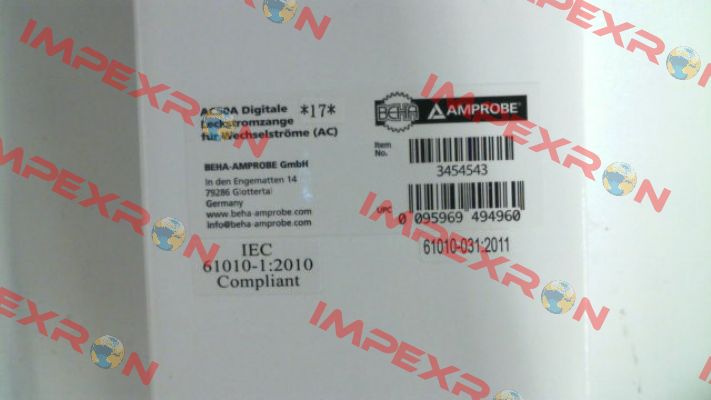 AC50A Digitale *17*
Leckstromzange
für Wechselströme (AC)
BEHA-AMPROBE GmbH
In den Engematten 14
79286 Glottertal
Germany
www.beha-amprobe.com
info@beha-amprobe.com
IEC
61010-1:2010
Compliant
BEHA AMPROBE®
Item
No.
3454543
UPC
0 095969 494960
61010-031:2011
IMPEXRON
IMPEXRON
IMPEXRON
IMPEXRON
IMPEXRON
IMPEXRON
IMPEXRON